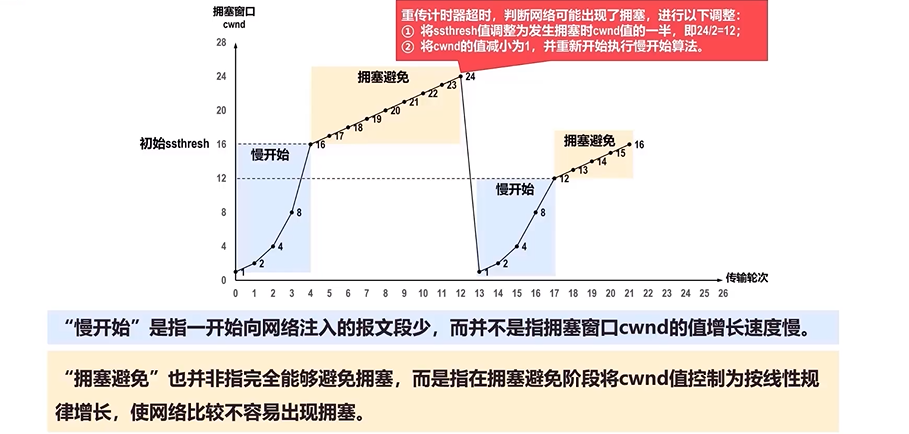 拥塞窗口
cwnd
重传计时器超时，判断网络可能出现了拥塞，进行以下调整：
① 将ssthresh值调整为发生拥塞时cwnd值的一半，即24/2=12；
② 将cwnd的值减小为1，并重新开始执行慢开始算法。
28
24
20
16
12
8
4
0
初始ssthresh
慢开始
1
2
4
8
16
拥塞避免
17
18
19
20
21
22
23
24
慢开始
1
2
4
8
12
拥塞避免
13
14
15
16
传输轮次
0 1 2 3 4 5 6 7 8 9 10 11 12 13 14 15 16 17 18 19 20 21 22 23 24 25 26
“慢开始”是指一开始向网络注入的报文段少，而并不是指拥塞窗口cwnd的值增长速度慢。
“拥塞避免”也并非指完全能够避免拥塞，而是指在拥塞避免阶段将cwnd值控制为按线性规
律增长，使网络比较不容易出现拥塞。